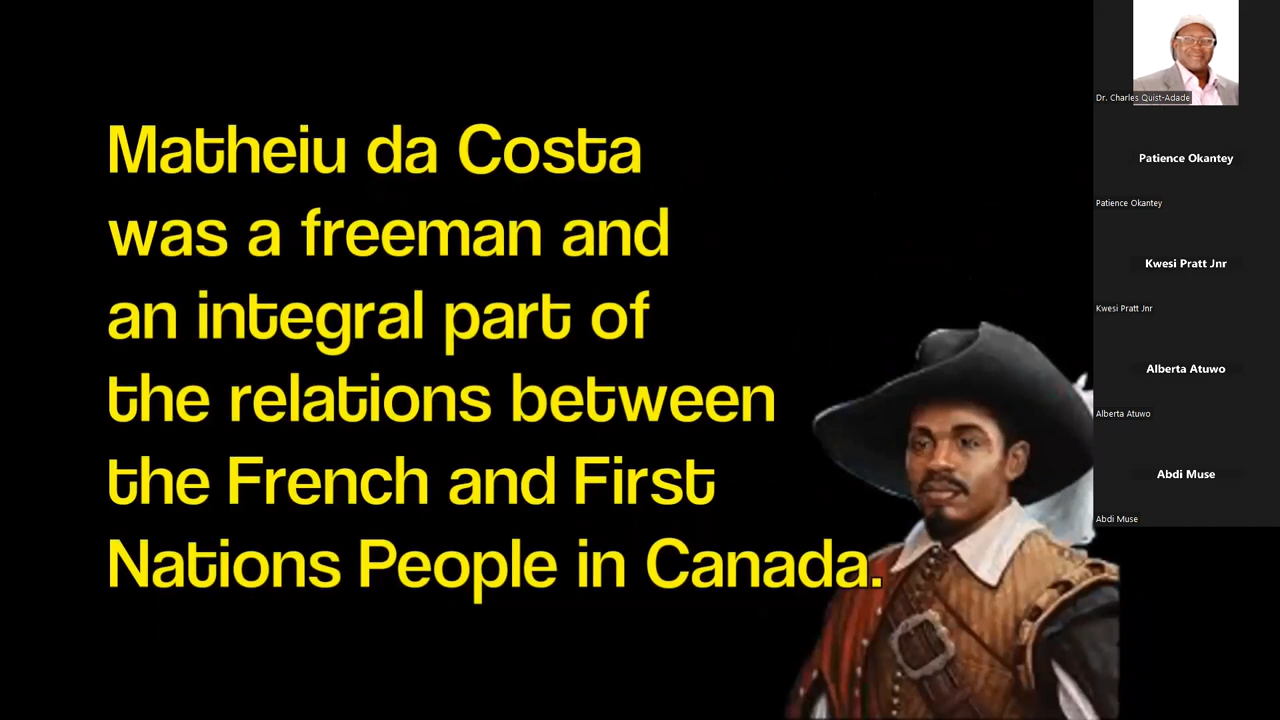 Matheiu da Costa
was a freeman and
an integral part of
the relations between
the French and First
Nations People in Canada.
Dr. Charles Quist-Adade
Patience Okantey
Patience Okantey
Kwesi Pratt Jnr
Kwesi Pratt Jnr
Alberta Atuwo
Alberta Atuwo
Abdi Muse
Abdi Muse